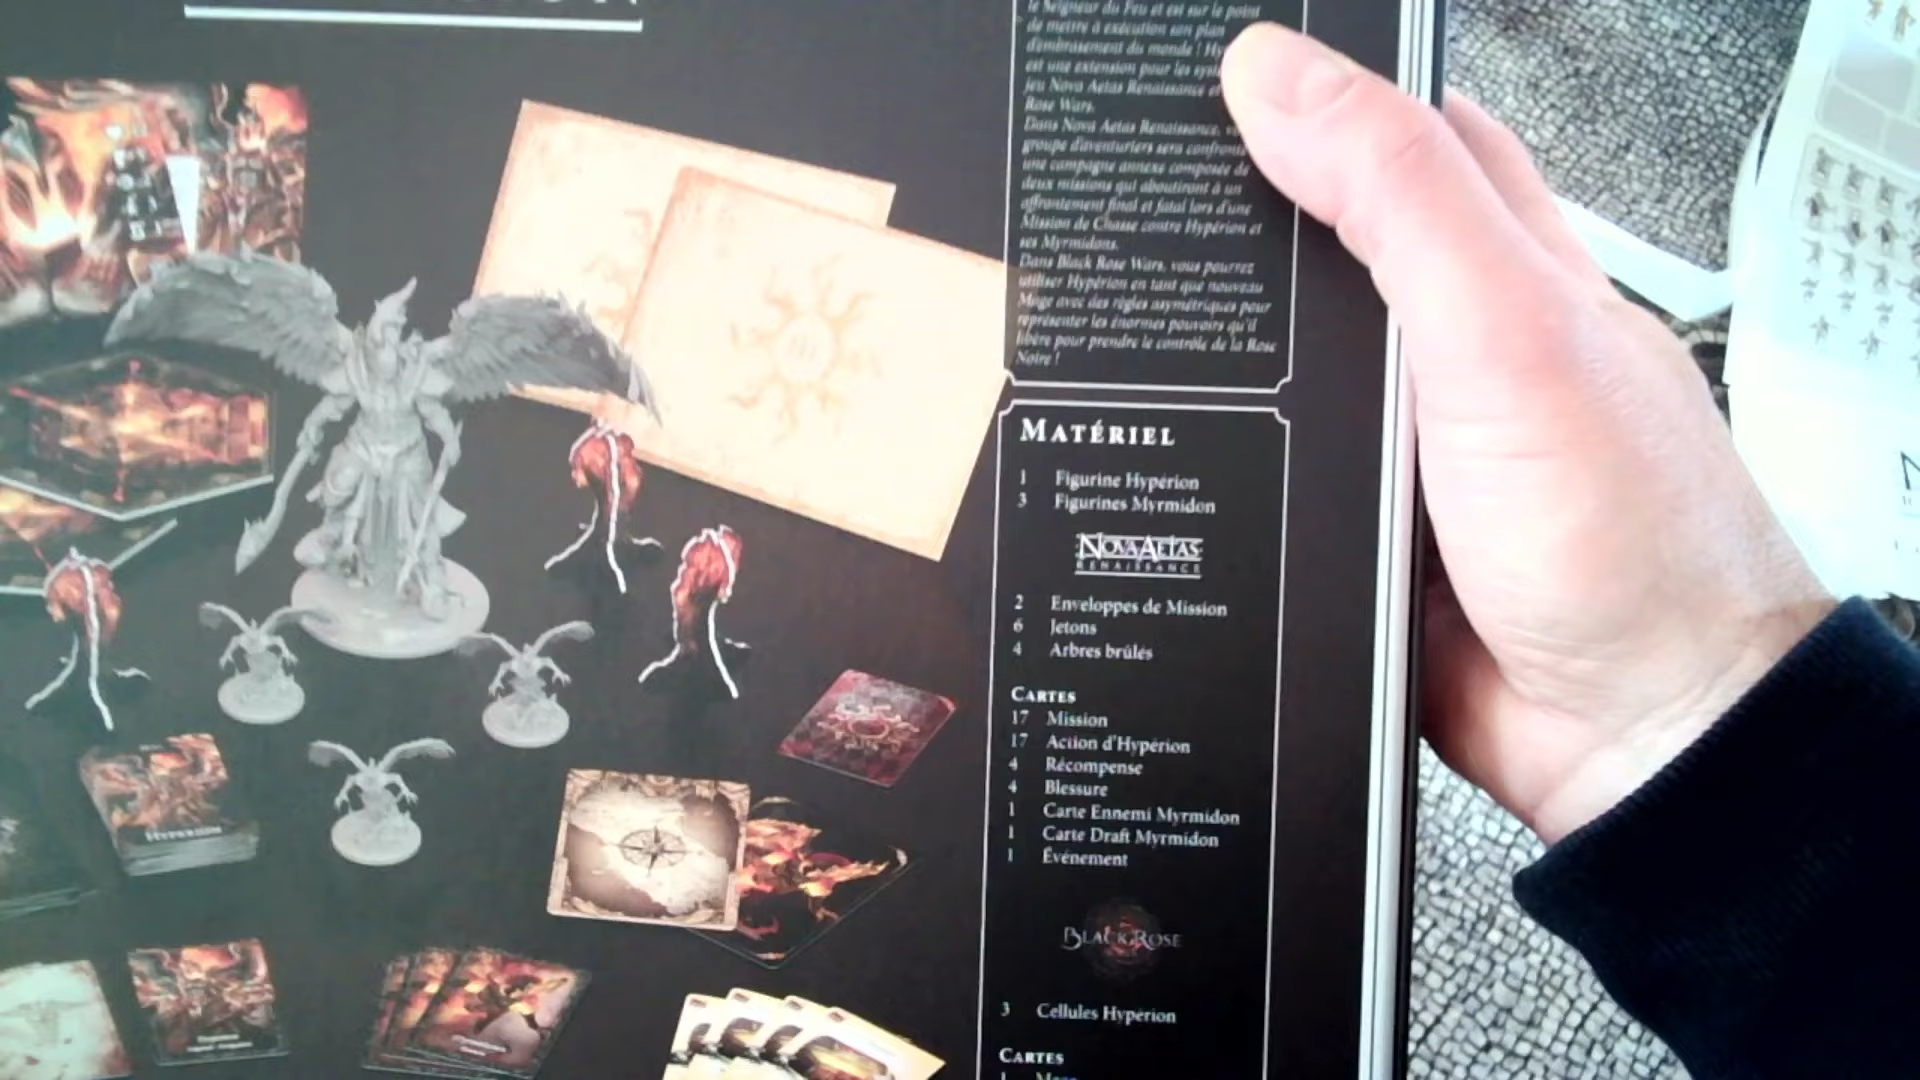 le Seigneur du Feu et est sur le point
de mettre à exécution son plan
d'embrasement du monde !
est une extension pour les
jeu Nova Aetas Renaissance et
Rose Wars.
Dans Nova Aetas Renaissance,
groupe d'aventuriers sera confronté
une campagne annexe composée de
deux missions qui aboutiront à un
affrontement final et fatal lors d'une
Mission de Chasse contre Hypérion et
ses Myrmidons.
Dans Black Rose Wars, vous pourrez
utiliser Hypérion en tant que nouveau
Mage avec des règles asymétriques pour
représenter les énormes pouvoirs qu'il
libère pour prendre le contrôle de la Rose
Noire !
MATÉRIEL
1 Figurine Hypérion
3 Figurines Myrmidon
NOVA AETAS
RENAISSANCE
2 Enveloppes de Mission
6 Jetons
4 Arbres brûlés
CARTES
17 Mission
17 Action d'Hypérion
4 Récompense
4 Blessure
1 Carte Ennemi Myrmidon
1 Carte Draft Myrmidon
1 Événement
BLACK ROSE
3 Cellules Hypérion
CARTES
HYPERION